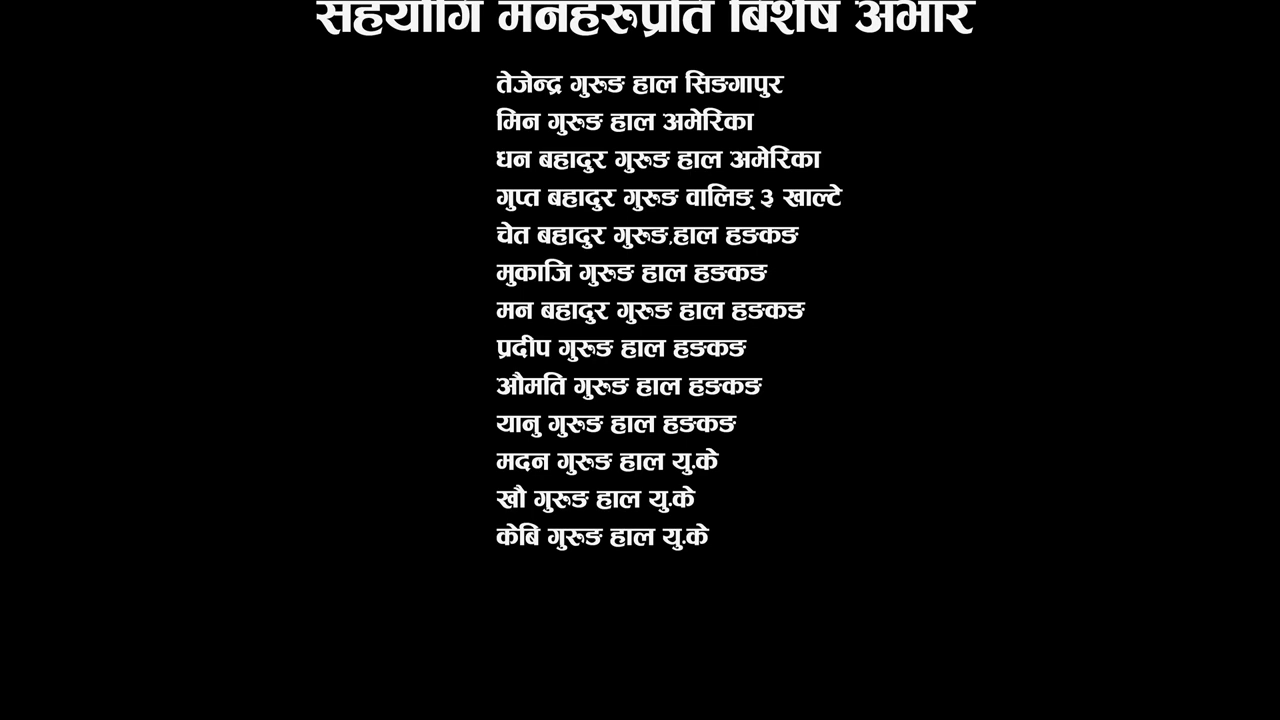 सहयोगि मनहरुप्रति बिशेष अभार
तेजेन्द्र गुरुङ हाल सिङगापुर
मिन गुरुङ हाल अमेरिका
धन बहादुर गुरुङ हाल अमेरिका
गुप्त बहादुर गुरुङ वालिङ् ३ खाल्टे
चेत बहादुर गुरुङ,हाल हङकङ
मुकाजि गुरुङ हाल हङकङ
मन बहादुर गुरुङ हाल हङकङ
प्रदीप गुरुङ हाल हङकङ
औमति गुरुङ हाल हङकङ
यानु गुरुङ हाल हङकङ
मदन गुरुङ हाल यु.के
खौ गुरुङ हाल यु.के
केबि गुरुङ हाल यु.के